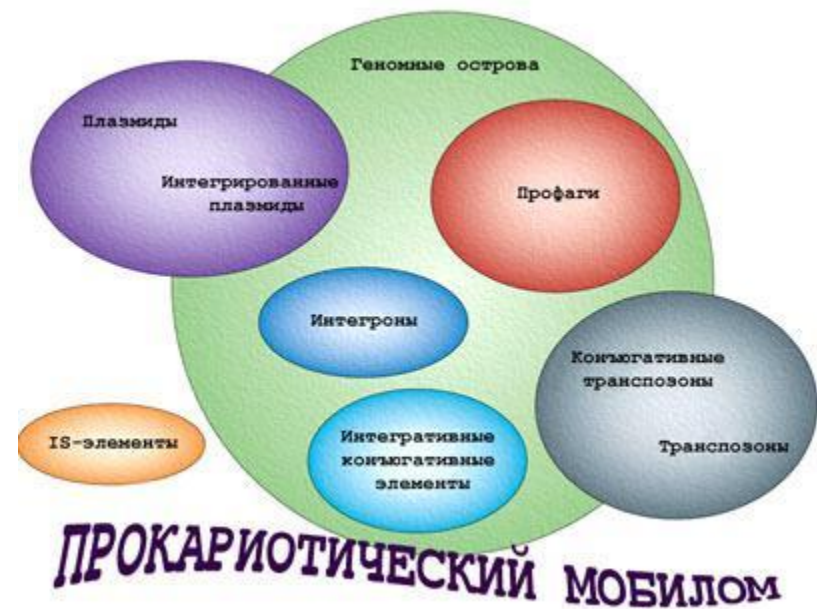 Геномные острова
Плазмиды
Интегрированные
плазмиды
Профаги
Интегроны
Конъюгативные
транспозоны
Транспозоны
IS-элементы
Интегративные
конъюгативные
элементы
ПРОКАРИОТИЧЕСКИЙ МОБИЛОМ